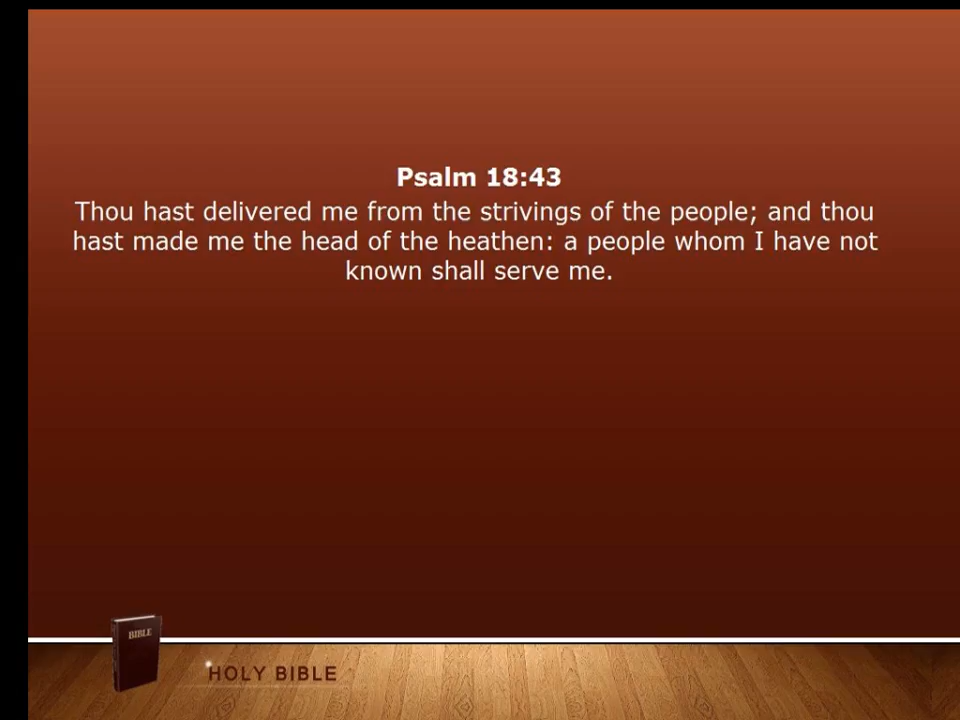 Psalm 18:43
Thou hast delivered me from the strivings of the people; and thou
hast made me the head of the heathen: a people whom I have not
known shall serve me.
BIBLE
HOLY BIBLE